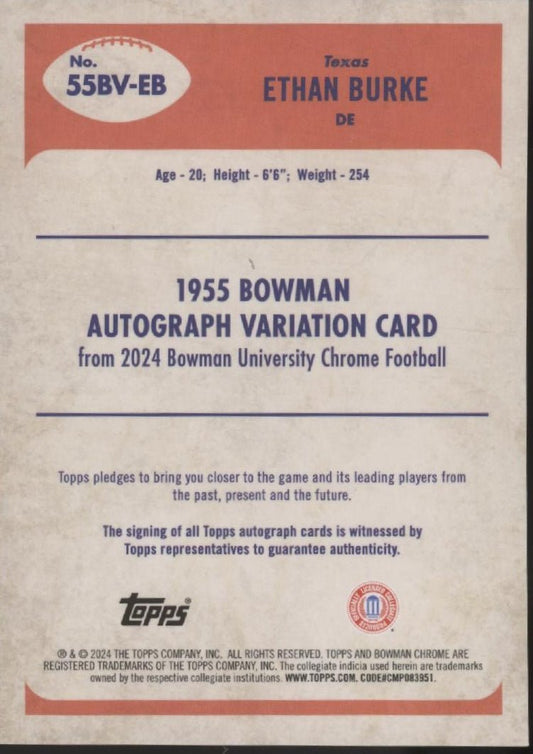 No.
55BV-EB
Texas
ETHAN BURKE
DE
Age - 20; Height - 6'6"; Weight - 254
1955 BOWMAN
AUTOGRAPH VARIATION CARD
from 2024 Bowman University Chrome Football
Topps pledges to bring you closer to the game and its leading players from
the past, present and the future.
The signing of all Topps autograph cards is witnessed by
Topps representatives to guarantee authenticity.
Topps®
OFFICIALLY LICENSED COLLEGIATE PRODUCTS
® & © 2024 THE TOPPS COMPANY, INC. ALL RIGHTS RESERVED. TOPPS AND BOWMAN CHROME ARE
REGISTERED TRADEMARKS OF THE TOPPS COMPANY, INC. The collegiate indicia used herein are trademarks
owned by the respective collegiate institutions. WWW.TOPPS.COM. CODE#CMP083951.